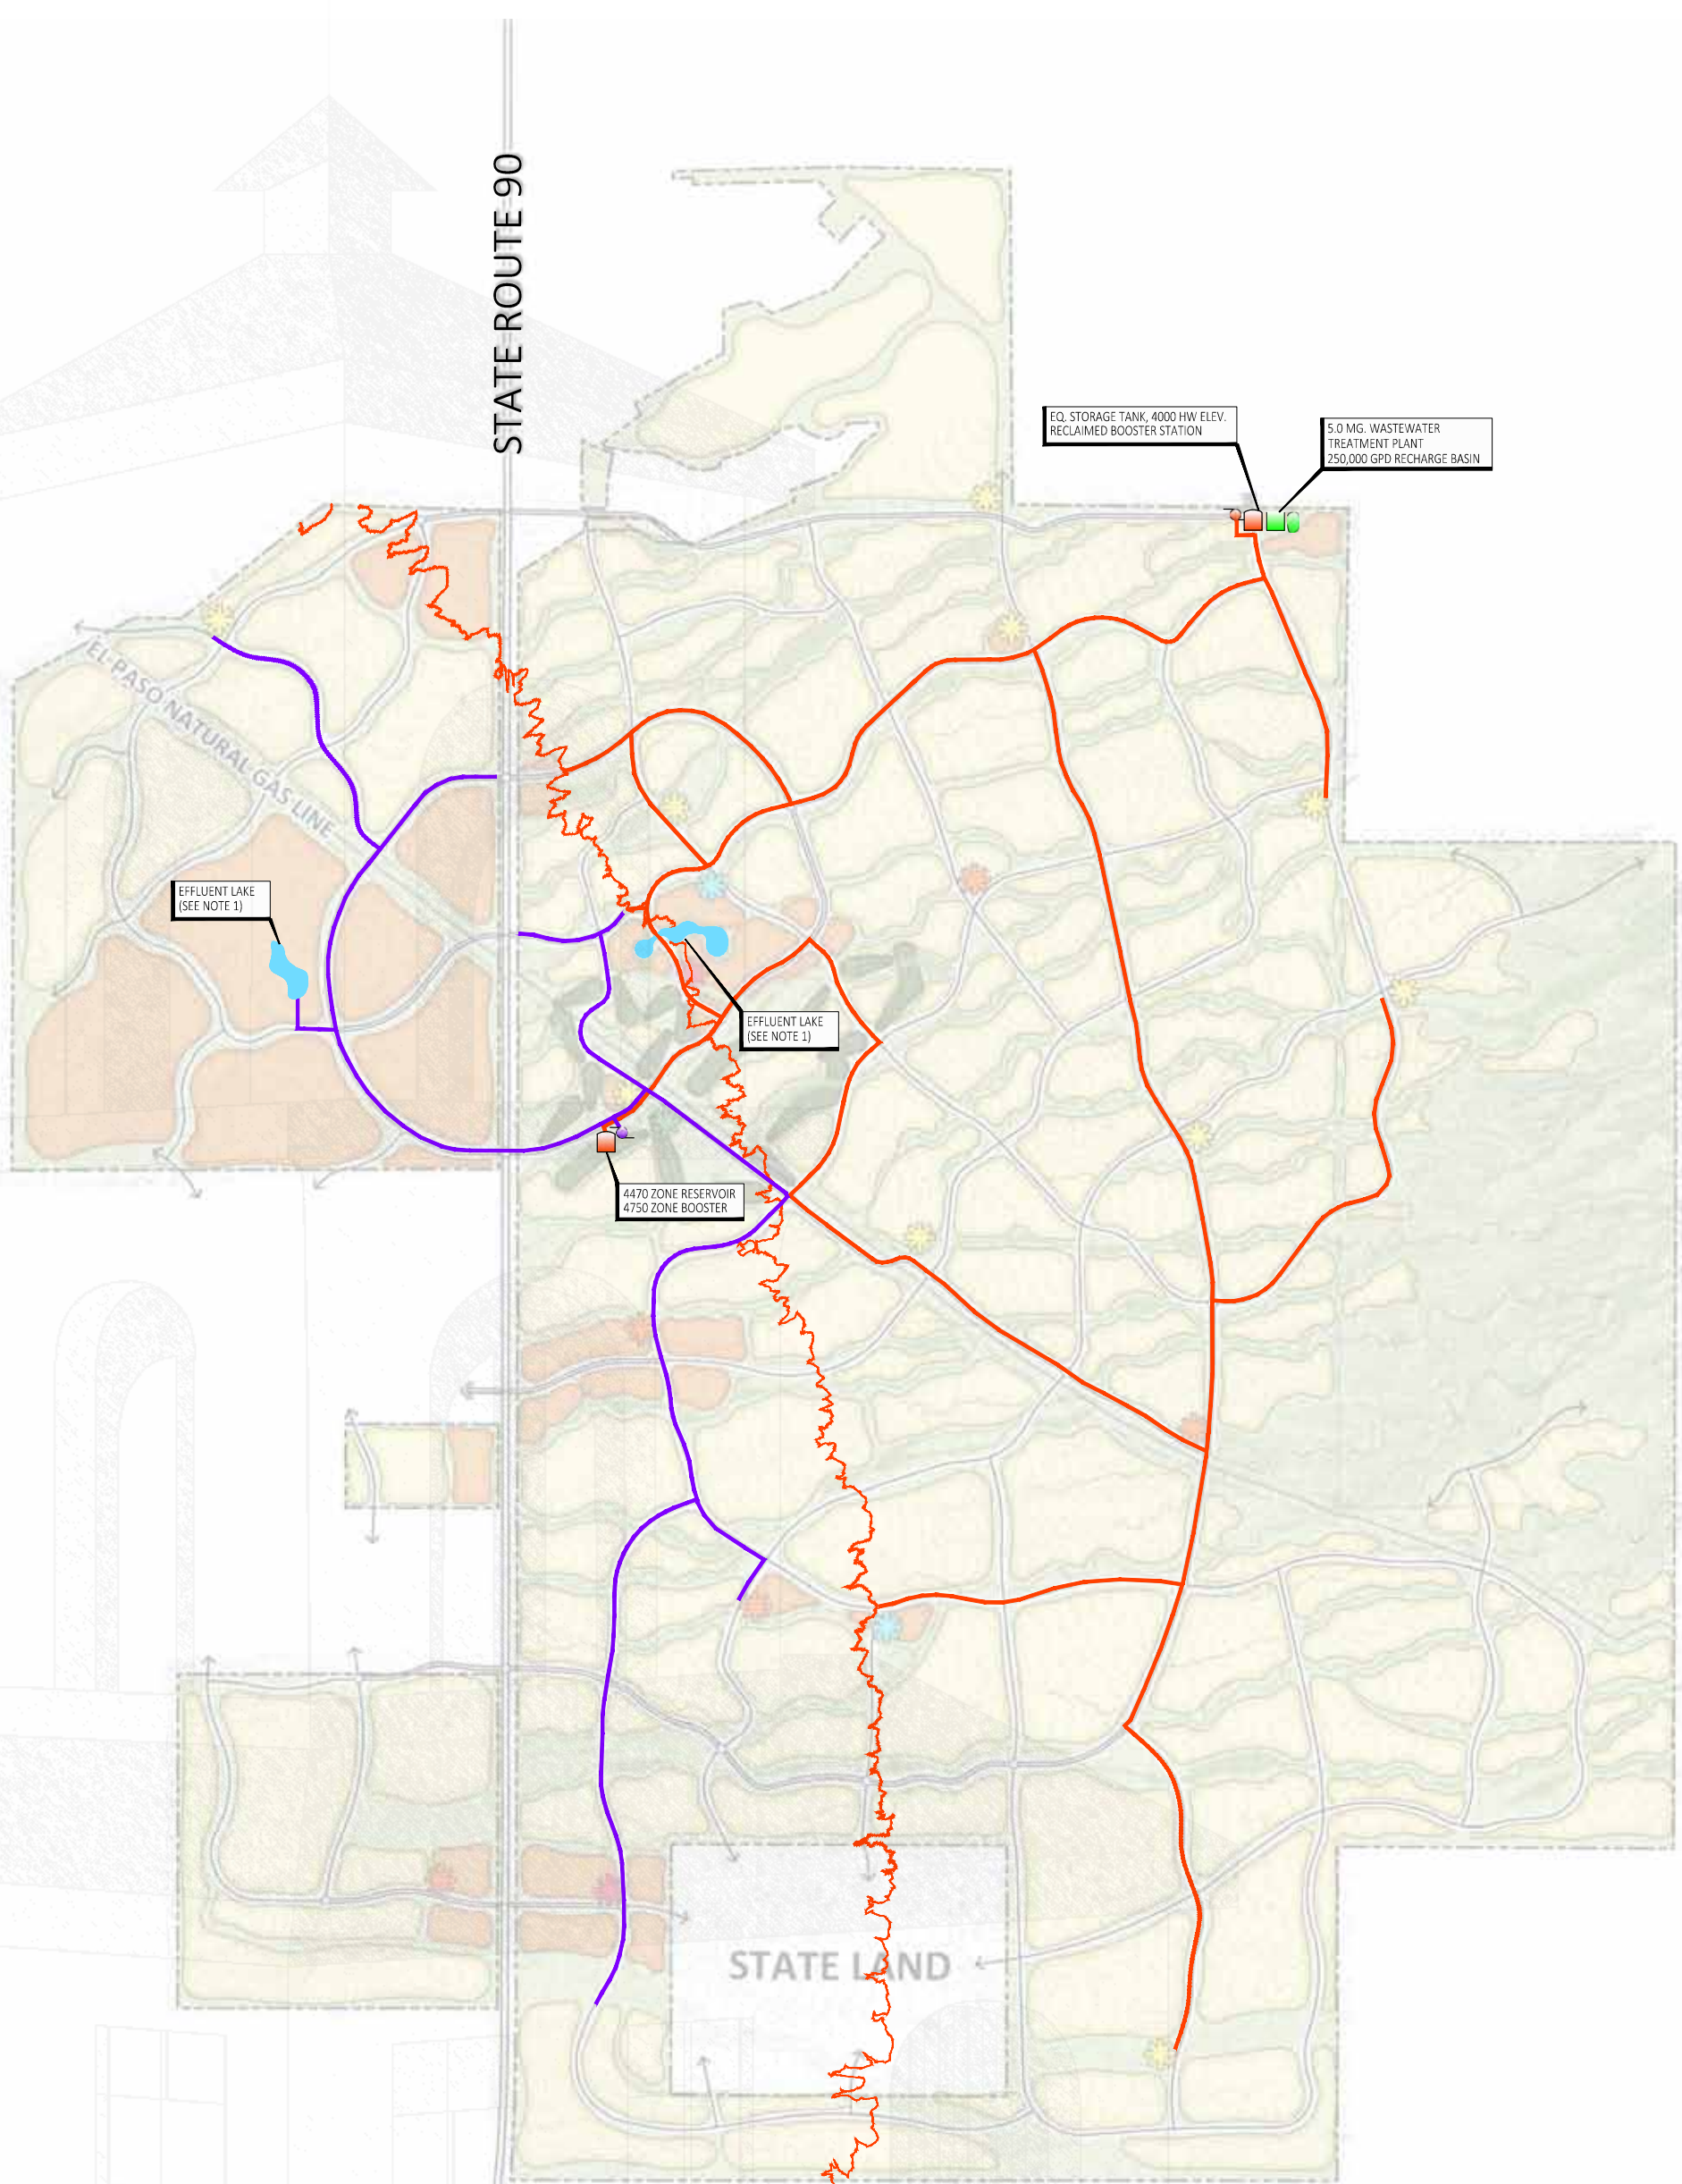 STATE ROUTE 90
EQ. STORAGE TANK, 4000 HW ELEV.
RECLAIMED BOOSTER STATION
5.0 MG. WASTEWATER
TREATMENT PLANT
250,000 GPD RECHARGE BASIN
EL PASO NATURAL GAS LINE
EFFLUENT LAKE
(SEE NOTE 1)
EFFLUENT LAKE
(SEE NOTE 1)
4470 ZONE RESERVOIR
4750 ZONE BOOSTER
STATE LAND